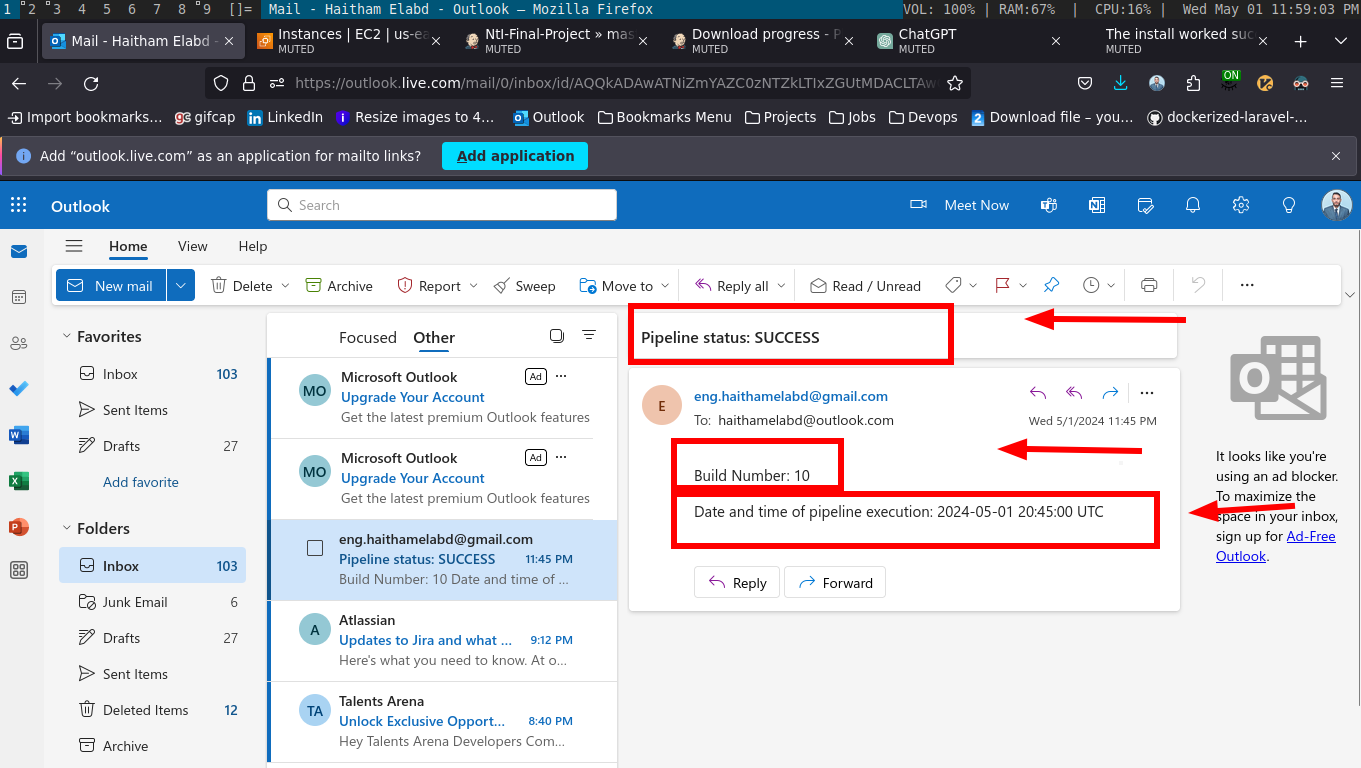 1 2 3 4 5 6 7 8 9 []= Mail - Haitham Elabd - Outlook — Mozilla Firefox VOL: 100% | RAM:67% | CPU:16% | Wed May 01 11:59:03 PM
Mail - Haitham Elabd -
Instances | EC2 | us-ea
MUTED
NtI-Final-Project » mas
MUTED
Download progress - P
MUTED
ChatGPT
MUTED
The install worked suc
MUTED
https://outlook.live.com/mail/0/inbox/id/AQQkADAwATNiZmYAZC0zNTZkLTIxZGUtMDACLTAw
ON
Import bookmarks... gifcap LinkedIn Resize images to 4... Outlook Bookmarks Menu Projects Jobs Devops Download file – you... dockerized-laravel-...
Add “outlook.live.com” as an application for mailto links? Add application
Outlook Search Meet Now
Home View Help
New mail Delete Archive Report Sweep Move to Reply all Read / Unread
Favorites
Inbox 103
Sent Items
Drafts 27
Add favorite
Folders
Inbox 103
Junk Email 6
Drafts 27
Sent Items
Deleted Items 12
Archive
Focused Other
MO
Microsoft Outlook Ad
Upgrade Your Account
Get the latest premium Outlook features
MO
Microsoft Outlook Ad
Upgrade Your Account
Get the latest premium Outlook features
eng.haithamelabd@gmail.com
Pipeline status: SUCCESS 11:45 PM
Build Number: 10 Date and time of ...
A
Atlassian
Updates to Jira and what ... 9:12 PM
Here's what you need to know. At o...
TA
Talents Arena
Unlock Exclusive Opport... 8:40 PM
Hey Talents Arena Developers Com...
Pipeline status: SUCCESS
E
eng.haithamelabd@gmail.com
To: haithamelabd@outlook.com
Wed 5/1/2024 11:45 PM
Build Number: 10
Date and time of pipeline execution: 2024-05-01 20:45:00 UTC
Reply Forward
It looks like you're
using an ad blocker.
To maximize the
space in your inbox,
sign up for Ad-Free
Outlook.